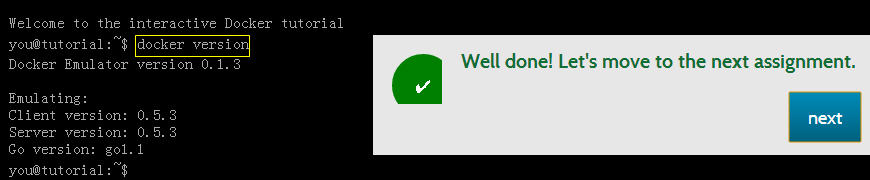 Welcome to the interactive Docker tutorial
you@tutorial:~$ docker version
Docker Emulator version 0.1.3
Emulating:
Client version: 0.5.3
Server version: 0.5.3
Go version: go1.1
you@tutorial:~$
Well done! Let's move to the next assignment.
next